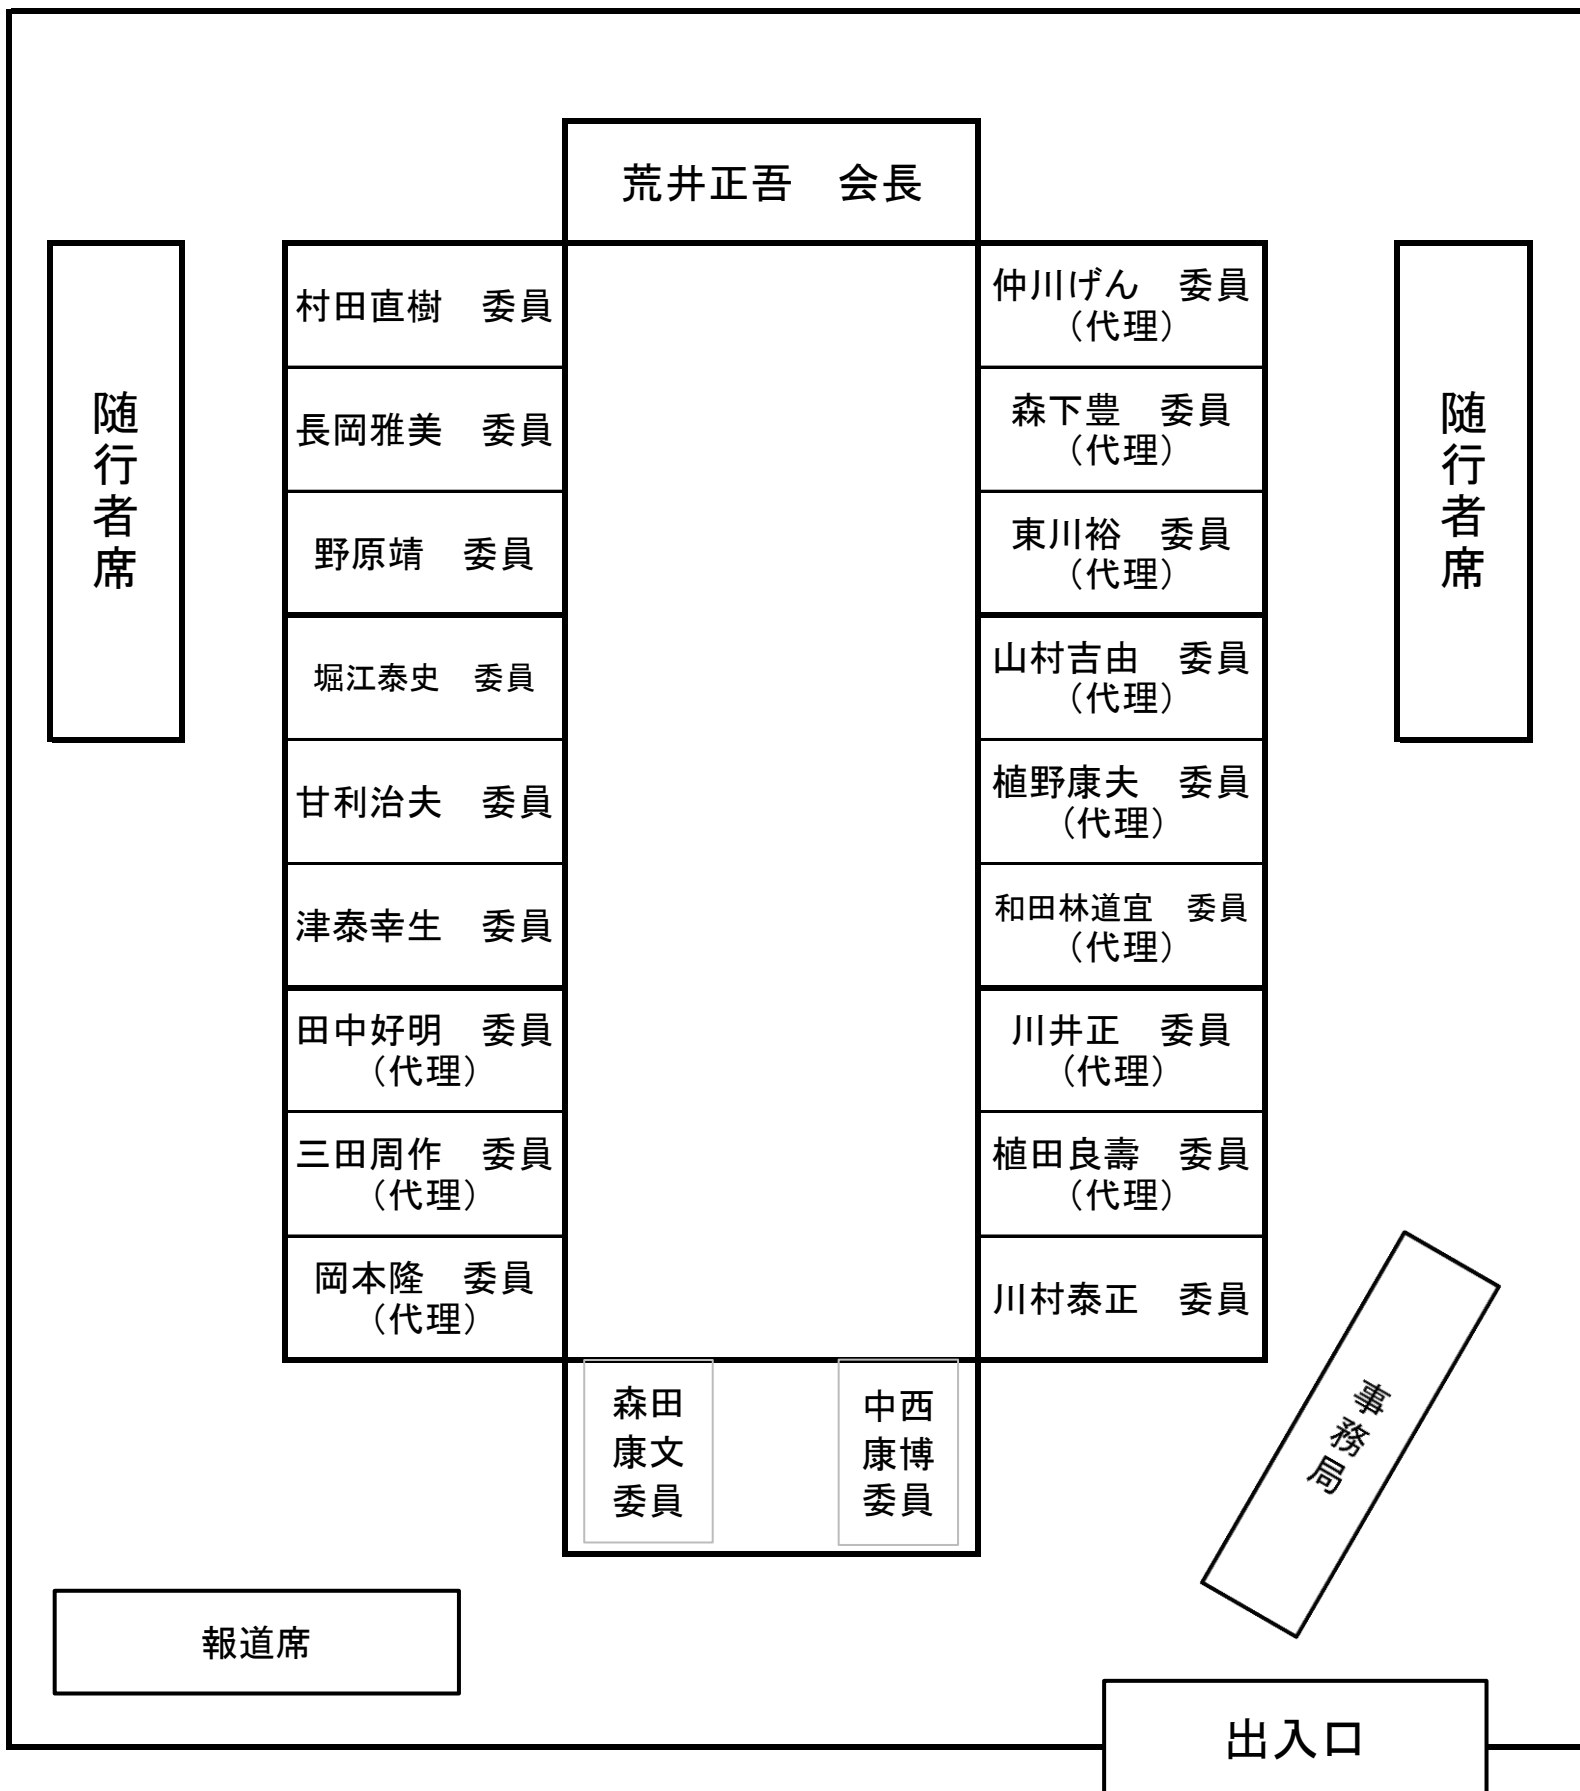 荒井正吾　会長
随行者席
村田直樹　委員
長岡雅美　委員
野原靖　委員
堀江泰史　委員
甘利治夫　委員
津泰幸生　委員
田中好明　委員
（代理）
三田周作　委員
（代理）
岡本隆　委員
（代理）
仲川げん　委員
（代理）
森下豊　委員
（代理）
東川裕　委員
（代理）
山村吉由　委員
（代理）
植野康夫　委員
（代理）
和田林道宜　委員
（代理）
川井正　委員
（代理）
植田良壽　委員
（代理）
川村泰正　委員
随行者席
森田
康文
委員
中西
康博
委員
事務局
報道席
出入口